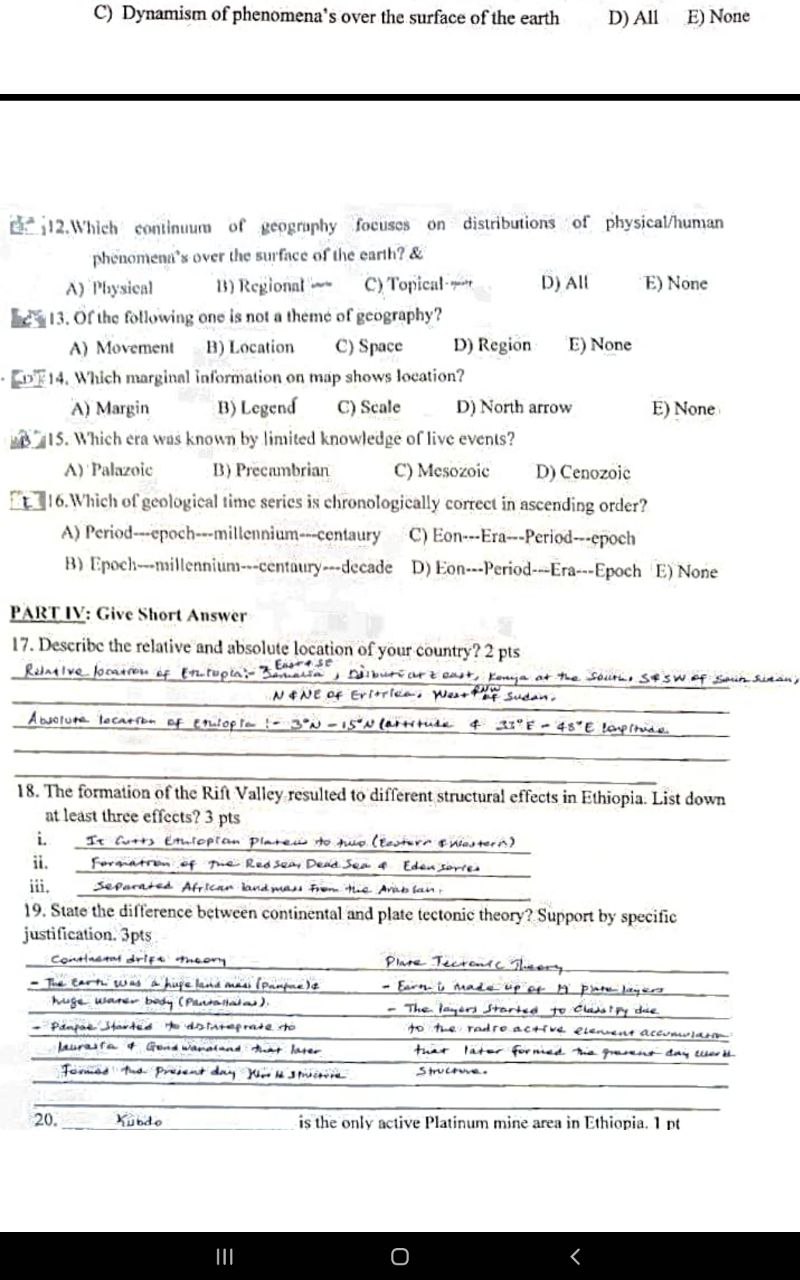 C) Dynamism of phenomena's over the surface of the earth D) All E) None
12. Which continuum of geography focuses on distributions of physical/human
phenomena's over the surface of the earth? &
A) Physical B) Regional C) Topical D) All E) None
13. Of the following one is not a theme of geography?
A) Movement B) Location C) Space D) Region E) None
14. Which marginal information on map shows location?
A) Margin B) Legend C) Scale D) North arrow E) None
B 15. Which era was known by limited knowledge of live events?
A) Palazoic B) Precambrian C) Mesozoic D) Cenozoic
16. Which of geological time series is chronologically correct in ascending order?
A) Period---epoch---millennium---centaury C) Eon---Era---Period---epoch
B) Epoch---millennium---centaury---decade D) Eon---Period---Era---Epoch E) None
PART IV: Give Short Answer
17. Describe the relative and absolute location of your country? 2 pts
East & SE
Relative location of Ethiopia:- Somalia, Djibouti at east, Kenya at the South, S&SW of South Sudan,
N & NE of Eritrica, West & NW of Sudan.
Absolute location of Ethiopia :- 3°N - 15°N lattitude & 33°E - 48°E longitude
18. The formation of the Rift Valley resulted to different structural effects in Ethiopia. List down
at least three effects? 3 pts
i. It Cutts Ethiopian Plateau to two (Eastern & Western)
ii. Formation of the Red sea, Dead Sea & Eden
iii. Separated African landmass from the Arabian.
19. State the difference between continental and plate tectonic theory? Support by specific
justification. 3pts
Continental drift theory
- The Earth was a huge land mass (Pangae) &
huge water body (Panthalas).
- Pangae Started to disintegrate to
Laurasia & Gondwanaland that later
formed the present day World Structure
Plate Tectonic Theory
- Earth is made up of plate layers
- The layers Started to Classify due
to the radio active element accumulation
that later formed the present day world
Structure.
20. Yubdo is the only active Platinum mine area in Ethiopia. 1 pt